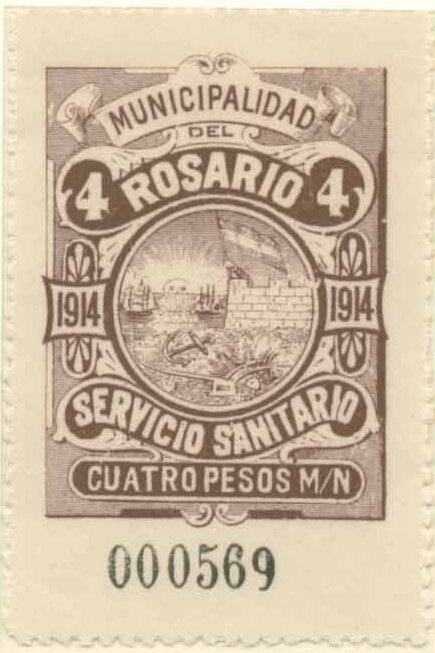 MUNICIPALIDAD
DEL
4 ROSARIO 4
1914 1914
SERVICIO SANITARIO
CUATRO PESOS M/N
000569